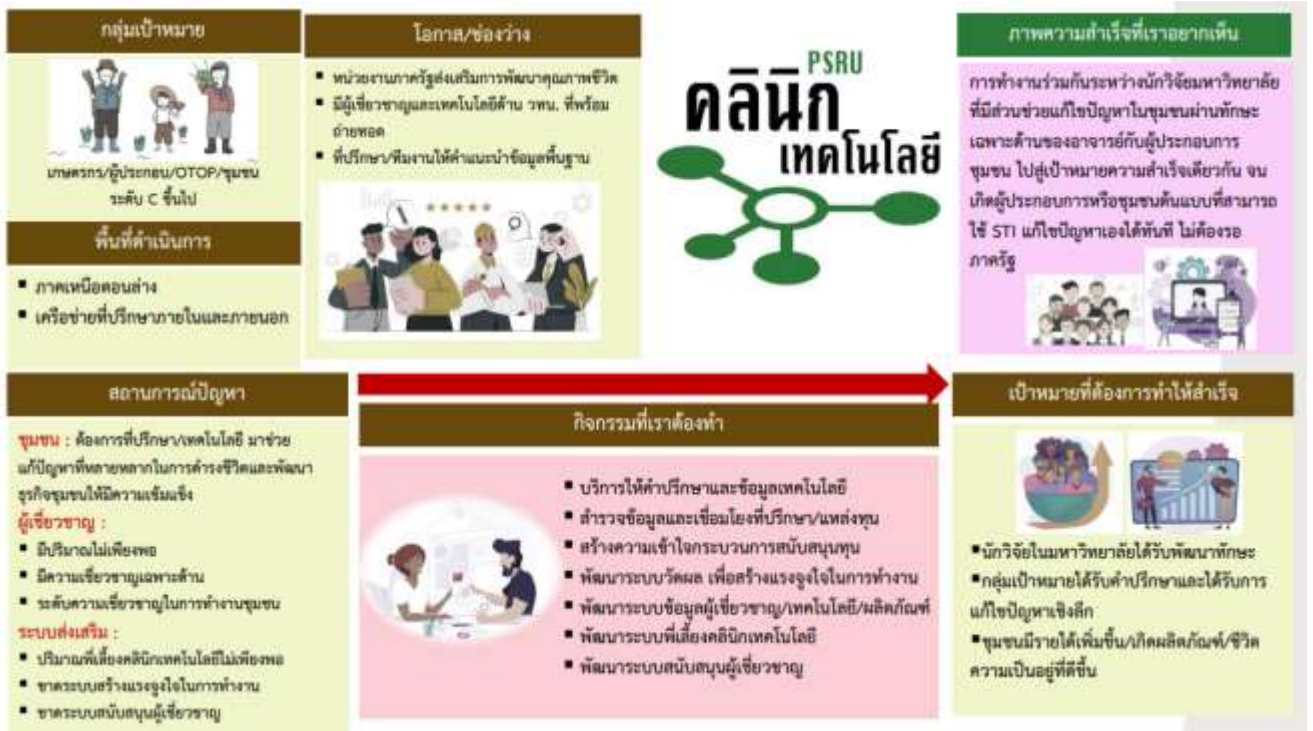 กลุ่มเป้าหมาย
เกษตรกร/ผู้ประกอบ/OTOP/ชุมชน
ระดับ C ขึ้นไป
พื้นที่ดำเนินการ
▪ ภาคเหนือตอนล่าง
▪ เครือข่ายที่ปรึกษาภายในและภายนอก
โอกาส/ช่องว่าง
▪ หน่วยงานภาครัฐส่งเสริมการพัฒนาคุณภาพชีวิต
▪ มีผู้เชี่ยวชาญและเทคโนโลยีด้าน วทน. ที่พร้อม
ถ่ายทอด
▪ ที่ปรึกษา/ทีมงานให้คำแนะนำข้อมูลพื้นฐาน
PSRU
คลินิก
เทคโนโลยี
ภาพความสำเร็จที่เราอยากเห็น
การทำงานร่วมกันระหว่างนักวิจัยมหาวิทยาลัย
ที่มีส่วนช่วยแก้ไขปัญหาในชุมชนผ่านทักษะ
เฉพาะด้านของอาจารย์กับผู้ประกอบการ
ชุมชน ไปสู่เป้าหมายความสำเร็จเดียวกัน จน
เกิดผู้ประกอบการหรือชุมชนต้นแบบที่สามารถ
ใช้ STI แก้ไขปัญหาเองได้ทันที ไม่ต้องรอ
ภาครัฐ
สถานการณ์ปัญหา
ชุมชน : ต้องการที่ปรึกษา/เทคโนโลยี มาช่วย
แก้ปัญหาที่หลายหลากในการดำรงชีวิตและพัฒนา
ธุรกิจชุมชนให้มีความเข้มแข็ง
ผู้เชี่ยวชาญ :
▪ มีปริมาณไม่เพียงพอ
▪ มีความเชี่ยวชาญเฉพาะด้าน
▪ ระดับความเชี่ยวชาญในการทำงานชุมชน
ระบบส่งเสริม :
▪ ปริมาณพี่เลี้ยงคลินิกเทคโนโลยีไม่เพียงพอ
▪ ขาดระบบสร้างแรงจูงใจในการทำงาน
▪ ขาดระบบสนับสนุนผู้เชี่ยวชาญ
กิจกรรมที่เราต้องทำ
▪ บริการให้คำปรึกษาและข้อมูลเทคโนโลยี
▪ สำรวจข้อมูลและเชื่อมโยงที่ปรึกษา/แหล่งทุน
▪ สร้างความเข้าใจกระบวนการสนับสนุนทุน
▪ พัฒนาระบบวัดผล เพื่อสร้างแรงจูงใจในการทำงาน
▪ พัฒนาระบบข้อมูลผู้เชี่ยวชาญ/เทคโนโลยี/ผลิตภัณฑ์
▪ พัฒนาระบบพี่เลี้ยงคลินิกเทคโนโลยี
▪ พัฒนาระบบสนับสนุนผู้เชี่ยวชาญ
เป้าหมายที่ต้องการทำให้สำเร็จ
▪นักวิจัยในมหาวิทยาลัยได้รับพัฒนาทักษะ
▪กลุ่มเป้าหมายได้รับคำปรึกษาและได้รับการ
แก้ไขปัญหาเชิงลึก
▪ชุมชนมีรายได้เพิ่มขึ้น/เกิดผลิตภัณฑ์/ชีวิต
ความเป็นอยู่ที่ดีขึ้น